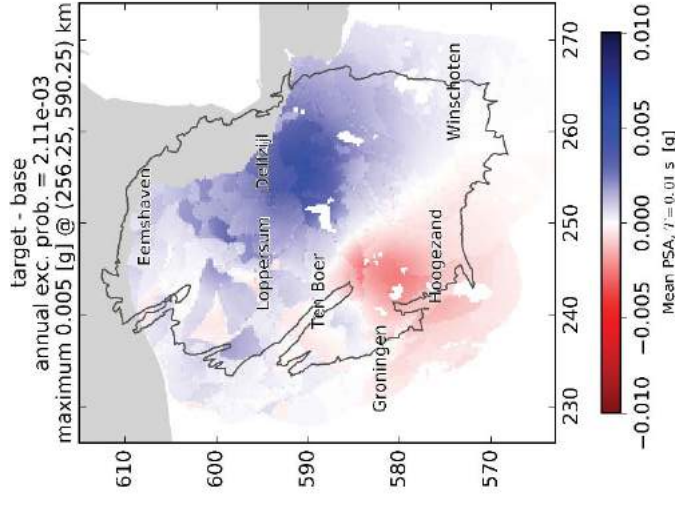 target - base
annual exc. prob. = 2.11e-03
maximum 0.005 [g] @ (256.25, 590.25) km
610
600
590
580
570
Eemshaven
Loppersum
Delfzijl
Ten Boer
Groningen
Hoogezand
Winschoten
230
240
250
260
270
−0.010
−0.005
0.000
0.005
0.010
Mean PSA, T = 0.01 s [g]